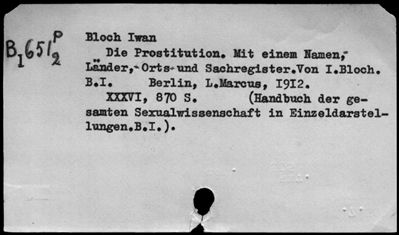 B₁651 P/2
Bloch Iwan
Die Prostitution. Mit einem Namen,-
Länder,-Orts-und Sachregister.Von I.Bloch.
B.I. Berlin, L.Marcus, I9I2.
XXXVI, 870 S. (Handbuch der ge-
samten Sexualwissenschaft in Einzeldarstel-
lungen.B.I.).